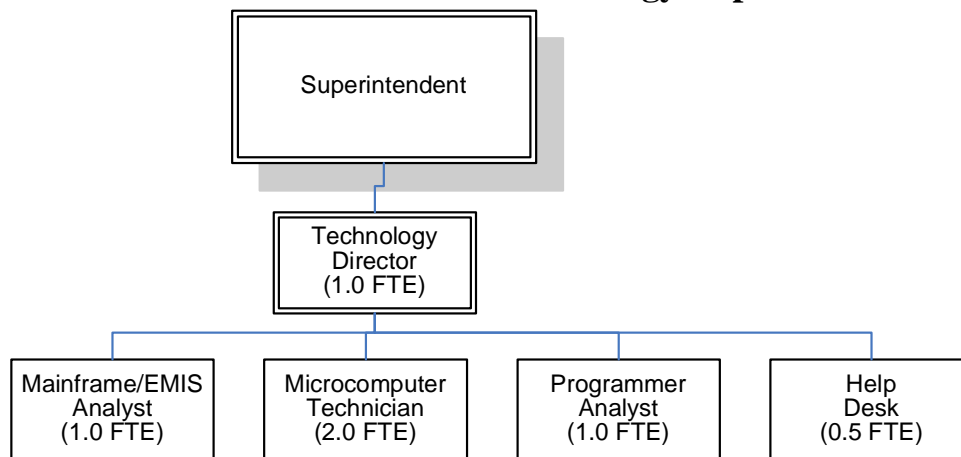 Superintendent
Technology
Director
(1.0 FTE)
Mainframe/EMIS
Analyst
(1.0 FTE)
Microcomputer
Technician
(2.0 FTE)
Programmer
Analyst
(1.0 FTE)
Help
Desk
(0.5 FTE)